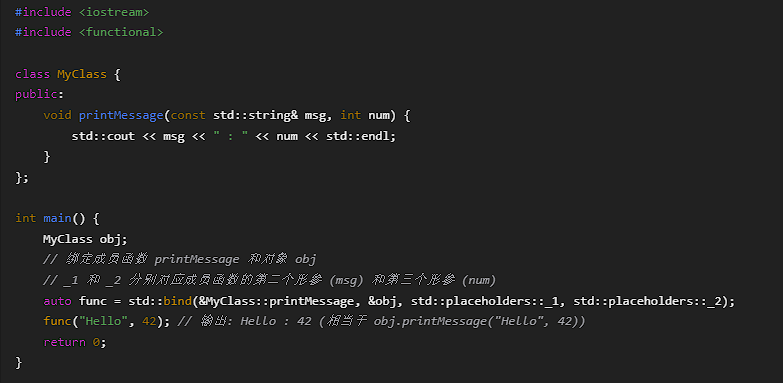 #include <iostream>
#include <functional>
class MyClass {
public:
    void printMessage(const std::string& msg, int num) {
        std::cout << msg << " : " << num << std::endl;
    }
};
int main() {
    MyClass obj;
    // 绑定成员函数 printMessage 和对象 obj
    // _1 和 _2 分别对应成员函数的第二个形参 (msg) 和第三个形参 (num)
    auto func = std::bind(&MyClass::printMessage, &obj, std::placeholders::_1, std::placeholders::_2);
    func("Hello", 42); // 输出: Hello : 42 (相当于 obj.printMessage("Hello", 42))
    return 0;
}